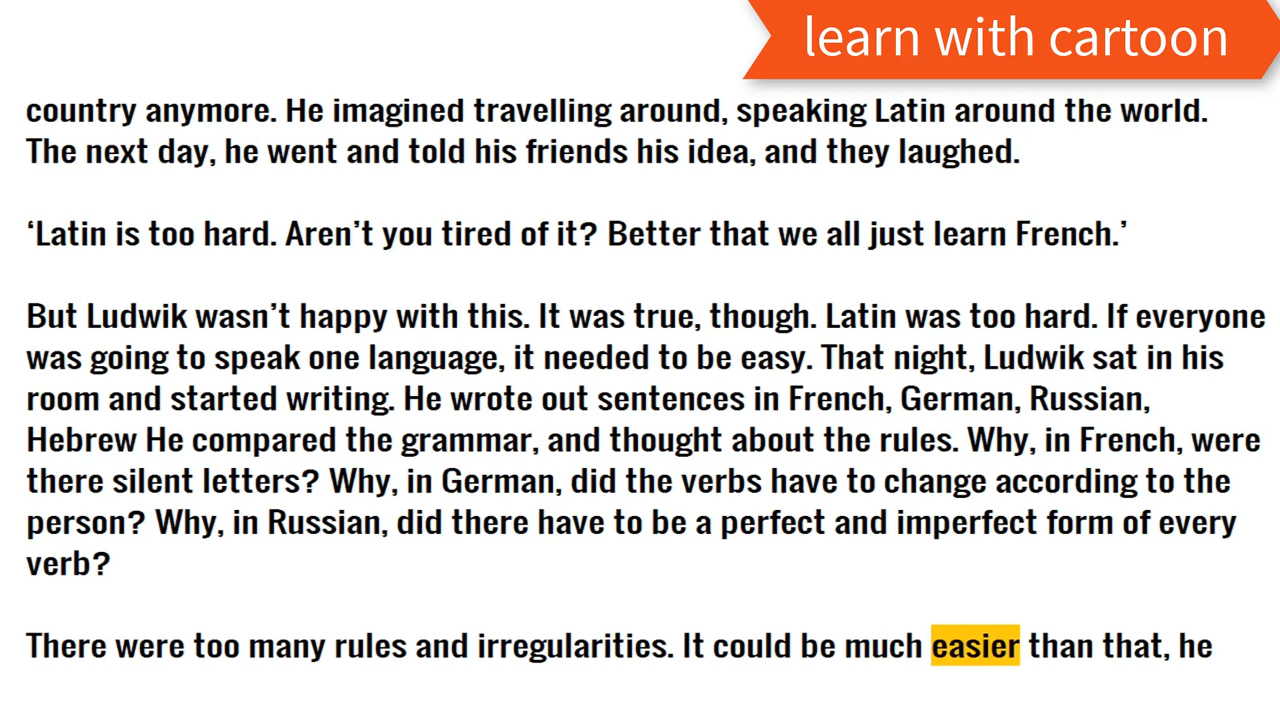 learn with cartoon
country anymore. He imagined travelling around, speaking Latin around the world.
The next day, he went and told his friends his idea, and they laughed.
‘Latin is too hard. Aren’t you tired of it? Better that we all just learn French.’
But Ludwik wasn’t happy with this. It was true, though. Latin was too hard. If everyone
was going to speak one language, it needed to be easy. That night, Ludwik sat in his
room and started writing. He wrote out sentences in French, German, Russian,
Hebrew He compared the grammar, and thought about the rules. Why, in French, were
there silent letters? Why, in German, did the verbs have to change according to the
person? Why, in Russian, did there have to be a perfect and imperfect form of every
verb?
There were too many rules and irregularities. It could be much easier than that, he